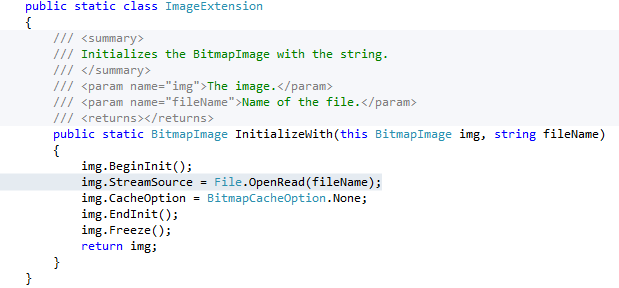 public static class ImageExtension
{
/// <summary>
/// Initializes the BitmapImage with the string.
/// </summary>
/// <param name="img">The image.</param>
/// <param name="fileName">Name of the file.</param>
/// <returns></returns>
public static BitmapImage InitializeWith(this BitmapImage img, string fileName)
{
img.BeginInit();
img.StreamSource = File.OpenRead(fileName);
img.CacheOption = BitmapCacheOption.None;
img.EndInit();
img.Freeze();
return img;
}
}